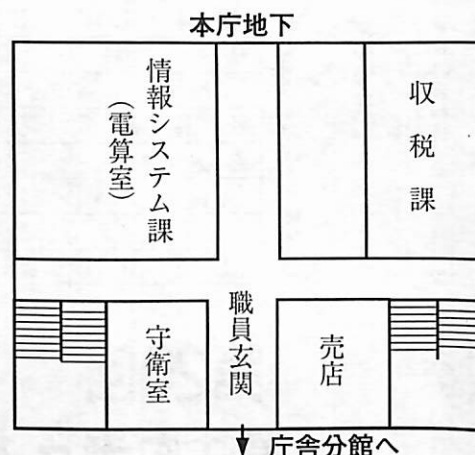 本庁地下
情報システム課
（電算室）
収税課
守衛室
職員玄関
売店
庁舎分館へ